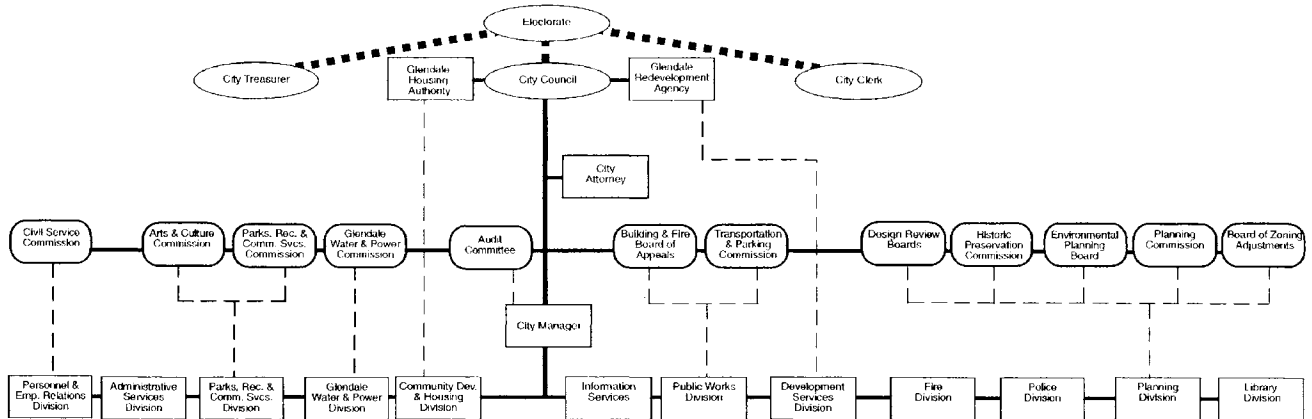 Electorate
City Treasurer
Glendale
Housing
Authority
City Council
Glendale
Redevelopment
Agency
City Clerk
City
Attorney
Civil Service
Commission
Arts & Culture
Commission
Parks, Rec. &
Comm. Svcs.
Commission
Glendale
Water & Power
Commission
Audit
Committee
Building & Fire
Board of
Appeals
Transportation
& Parking
Commission
Design Review
Boards
Historic
Preservation
Commission
Environmental
Planning
Board
Planning
Commission
Board of Zoning
Adjustments
City Manager
Personnel &
Emp. Relations
Division
Administrative
Services
Division
Parks, Rec. &
Comm. Svcs.
Division
Glendale
Water & Power
Division
Community Dev.
& Housing
Division
Information
Services
Public Works
Division
Development
Services
Division
Fire
Division
Police
Division
Planning
Division
Library
Division